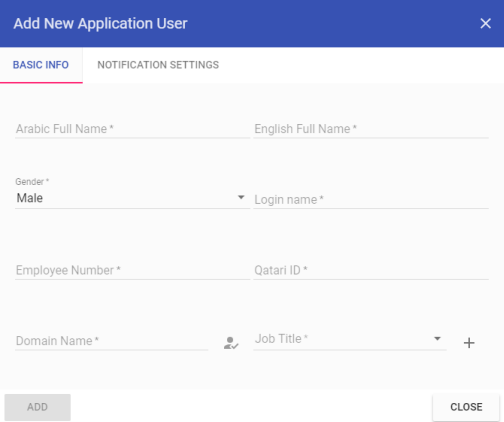 Add New Application User
BASIC INFO NOTIFICATION SETTINGS
Arabic Full Name * English Full Name *
Gender *
Male
Login name *
Employee Number * Qatari ID *
Domain Name * Job Title *
ADD CLOSE